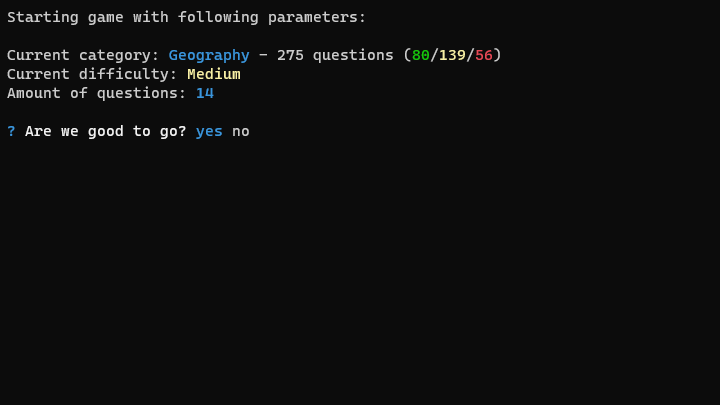 Starting game with following parameters:
Current category: Geography - 275 questions (80/139/56)
Current difficulty: Medium
Amount of questions: 14
? Are we good to go? yes no